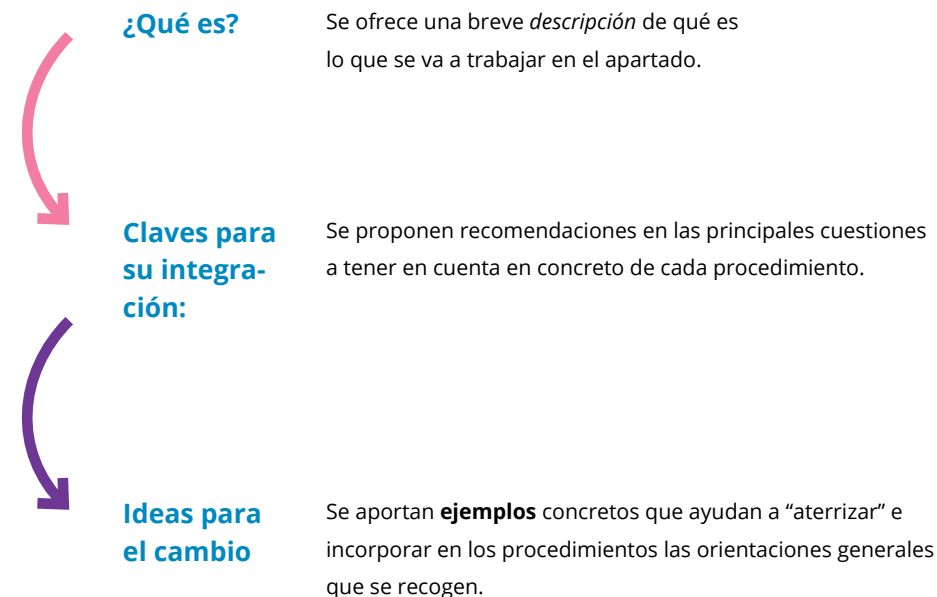 ¿Qué es?
Se ofrece una breve descripción de qué es
lo que se va a trabajar en el apartado.
Claves para
su integra-
ción:
Se proponen recomendaciones en las principales cuestiones
a tener en cuenta en concreto de cada procedimiento.
Ideas para
el cambio
Se aportan ejemplos concretos que ayudan a “aterrizar” e
incorporar en los procedimientos las orientaciones generales
que se recogen.